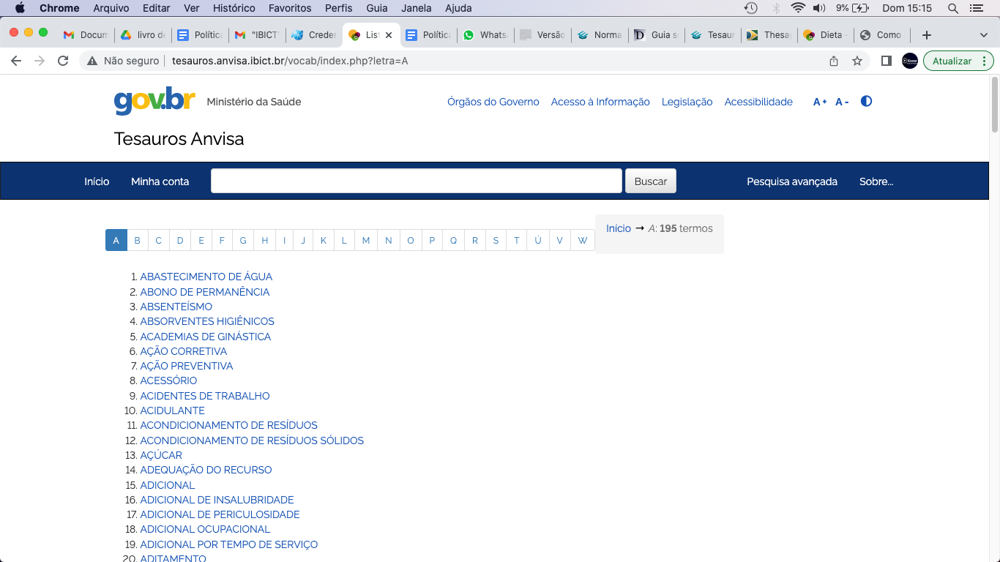 Chrome Arquivo Editar Ver Histórico Favoritos Perfis Guia Janela Ajuda 9% Dom 15:15
Docum livro de Política "IBICT" Creden List Política Whats Versão Norma Guia s Tesaur Thesa Dieta - Como
Não seguro tesauros.anvisa.ibict.br/vocab/index.php?letra=A Atualizar
gov.br Ministério da Saúde Órgãos do Governo Acesso à Informação Legislação Acessibilidade A+ A-
Tesauros Anvisa
Início Minha conta Buscar Pesquisa avançada Sobre...
A B C D E F G H I J K L M N O P Q R S T Ú V W Início → A: 195 termos
1. ABASTECIMENTO DE ÁGUA
2. ABONO DE PERMANÊNCIA
3. ABSENTEÍSMO
4. ABSORVENTES HIGIÊNICOS
5. ACADEMIAS DE GINÁSTICA
6. AÇÃO CORRETIVA
7. AÇÃO PREVENTIVA
8. ACESSÓRIO
9. ACIDENTES DE TRABALHO
10. ACIDULANTE
11. ACONDICIONAMENTO DE RESÍDUOS
12. ACONDICIONAMENTO DE RESÍDUOS SÓLIDOS
13. AÇÚCAR
14. ADEQUAÇÃO DO RECURSO
15. ADICIONAL
16. ADICIONAL DE INSALUBRIDADE
17. ADICIONAL DE PERICULOSIDADE
18. ADICIONAL OCUPACIONAL
19. ADICIONAL POR TEMPO DE SERVIÇO
20. ADITAMENTO